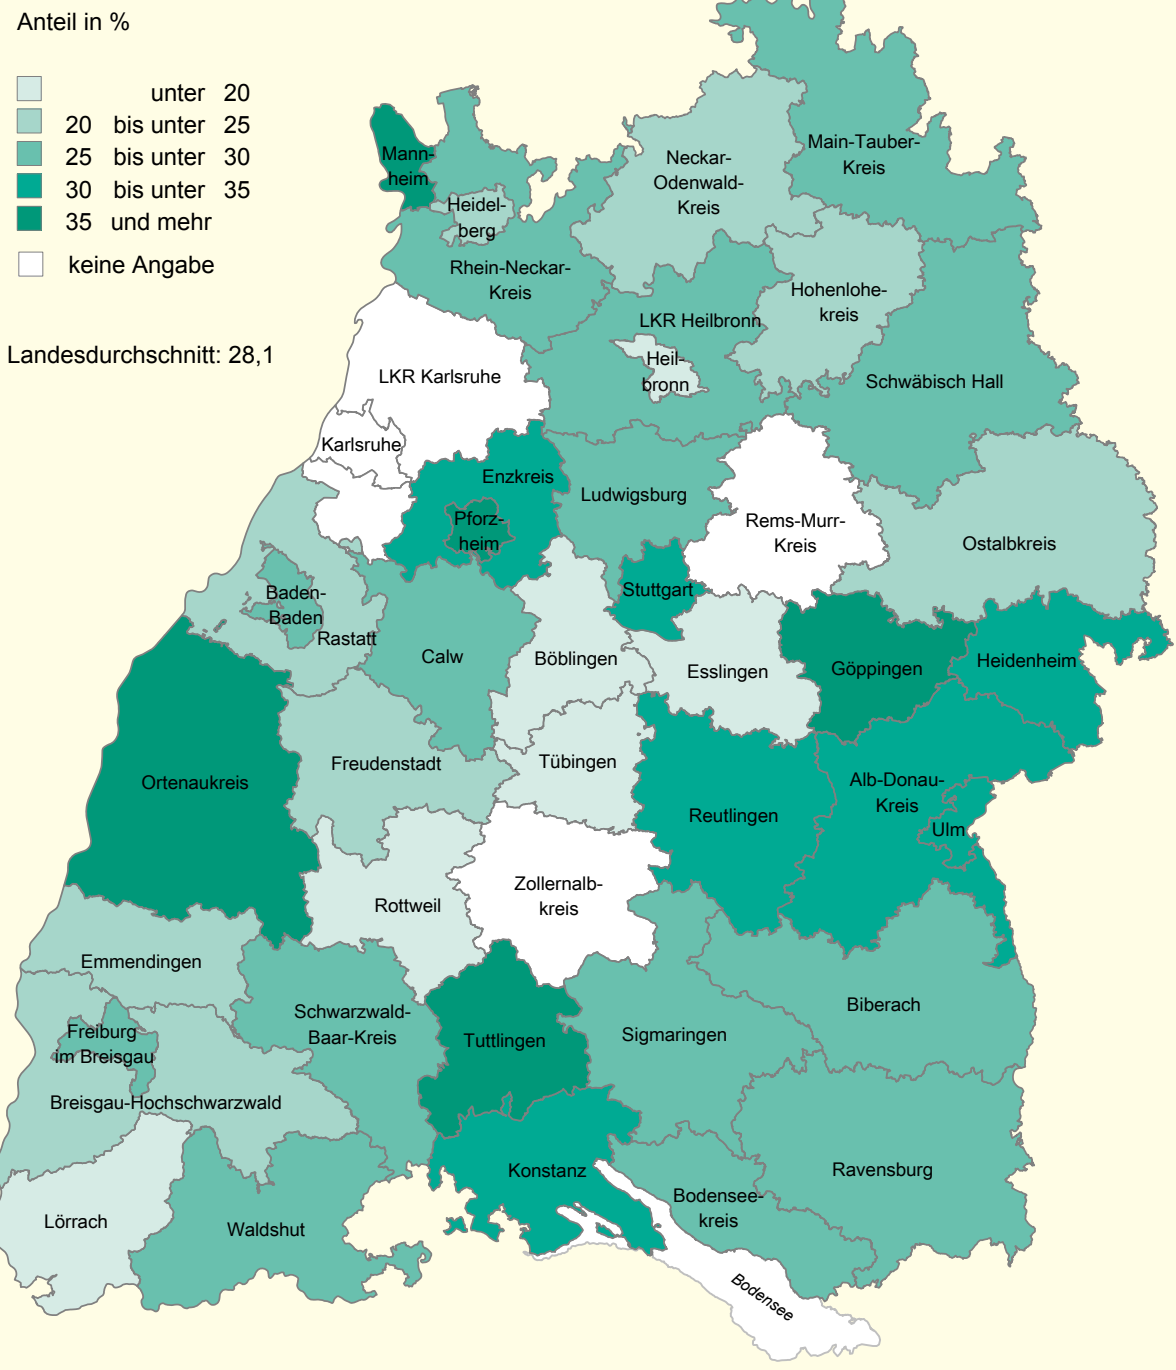 Anteil in %
unter 20
20 bis unter 25
25 bis unter 30
30 bis unter 35
35 und mehr
keine Angabe
Landesdurchschnitt: 28,1
Mann-
heim
Heidel-
berg
Rhein-Neckar-
Kreis
Neckar-
Odenwald-
Kreis
Main-Tauber-
Kreis
Hohenlohe-
kreis
LKR Heilbronn
Heil-
bronn
Schwäbisch Hall
LKR Karlsruhe
Karlsruhe
Enzkreis
Pforz-
heim
Ludwigsburg
Rems-Murr-
Kreis
Ostalbkreis
Baden-
Baden
Rastatt
Calw
Böblingen
Stuttgart
Esslingen
Göppingen
Heidenheim
Ortenaukreis
Freudenstadt
Tübingen
Reutlingen
Alb-Donau-
Kreis
Ulm
Rottweil
Zollernalb-
kreis
Emmendingen
Freiburg
im Breisgau
Breisgau-Hochschwarzwald
Schwarzwald-
Baar-Kreis
Tuttlingen
Sigmaringen
Biberach
Lörrach
Waldshut
Konstanz
Bodensee-
kreis
Ravensburg
Bodensee